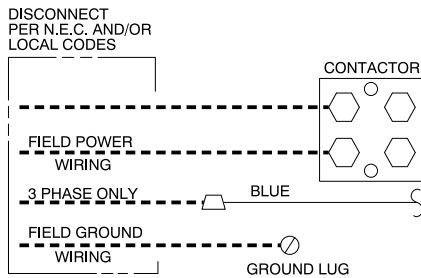 DISCONNECT
PER N.E.C. AND/OR
LOCAL CODES
CONTACTOR
FIELD POWER
WIRING
3 PHASE ONLY
BLUE
FIELD GROUND
WIRING
GROUND LUG